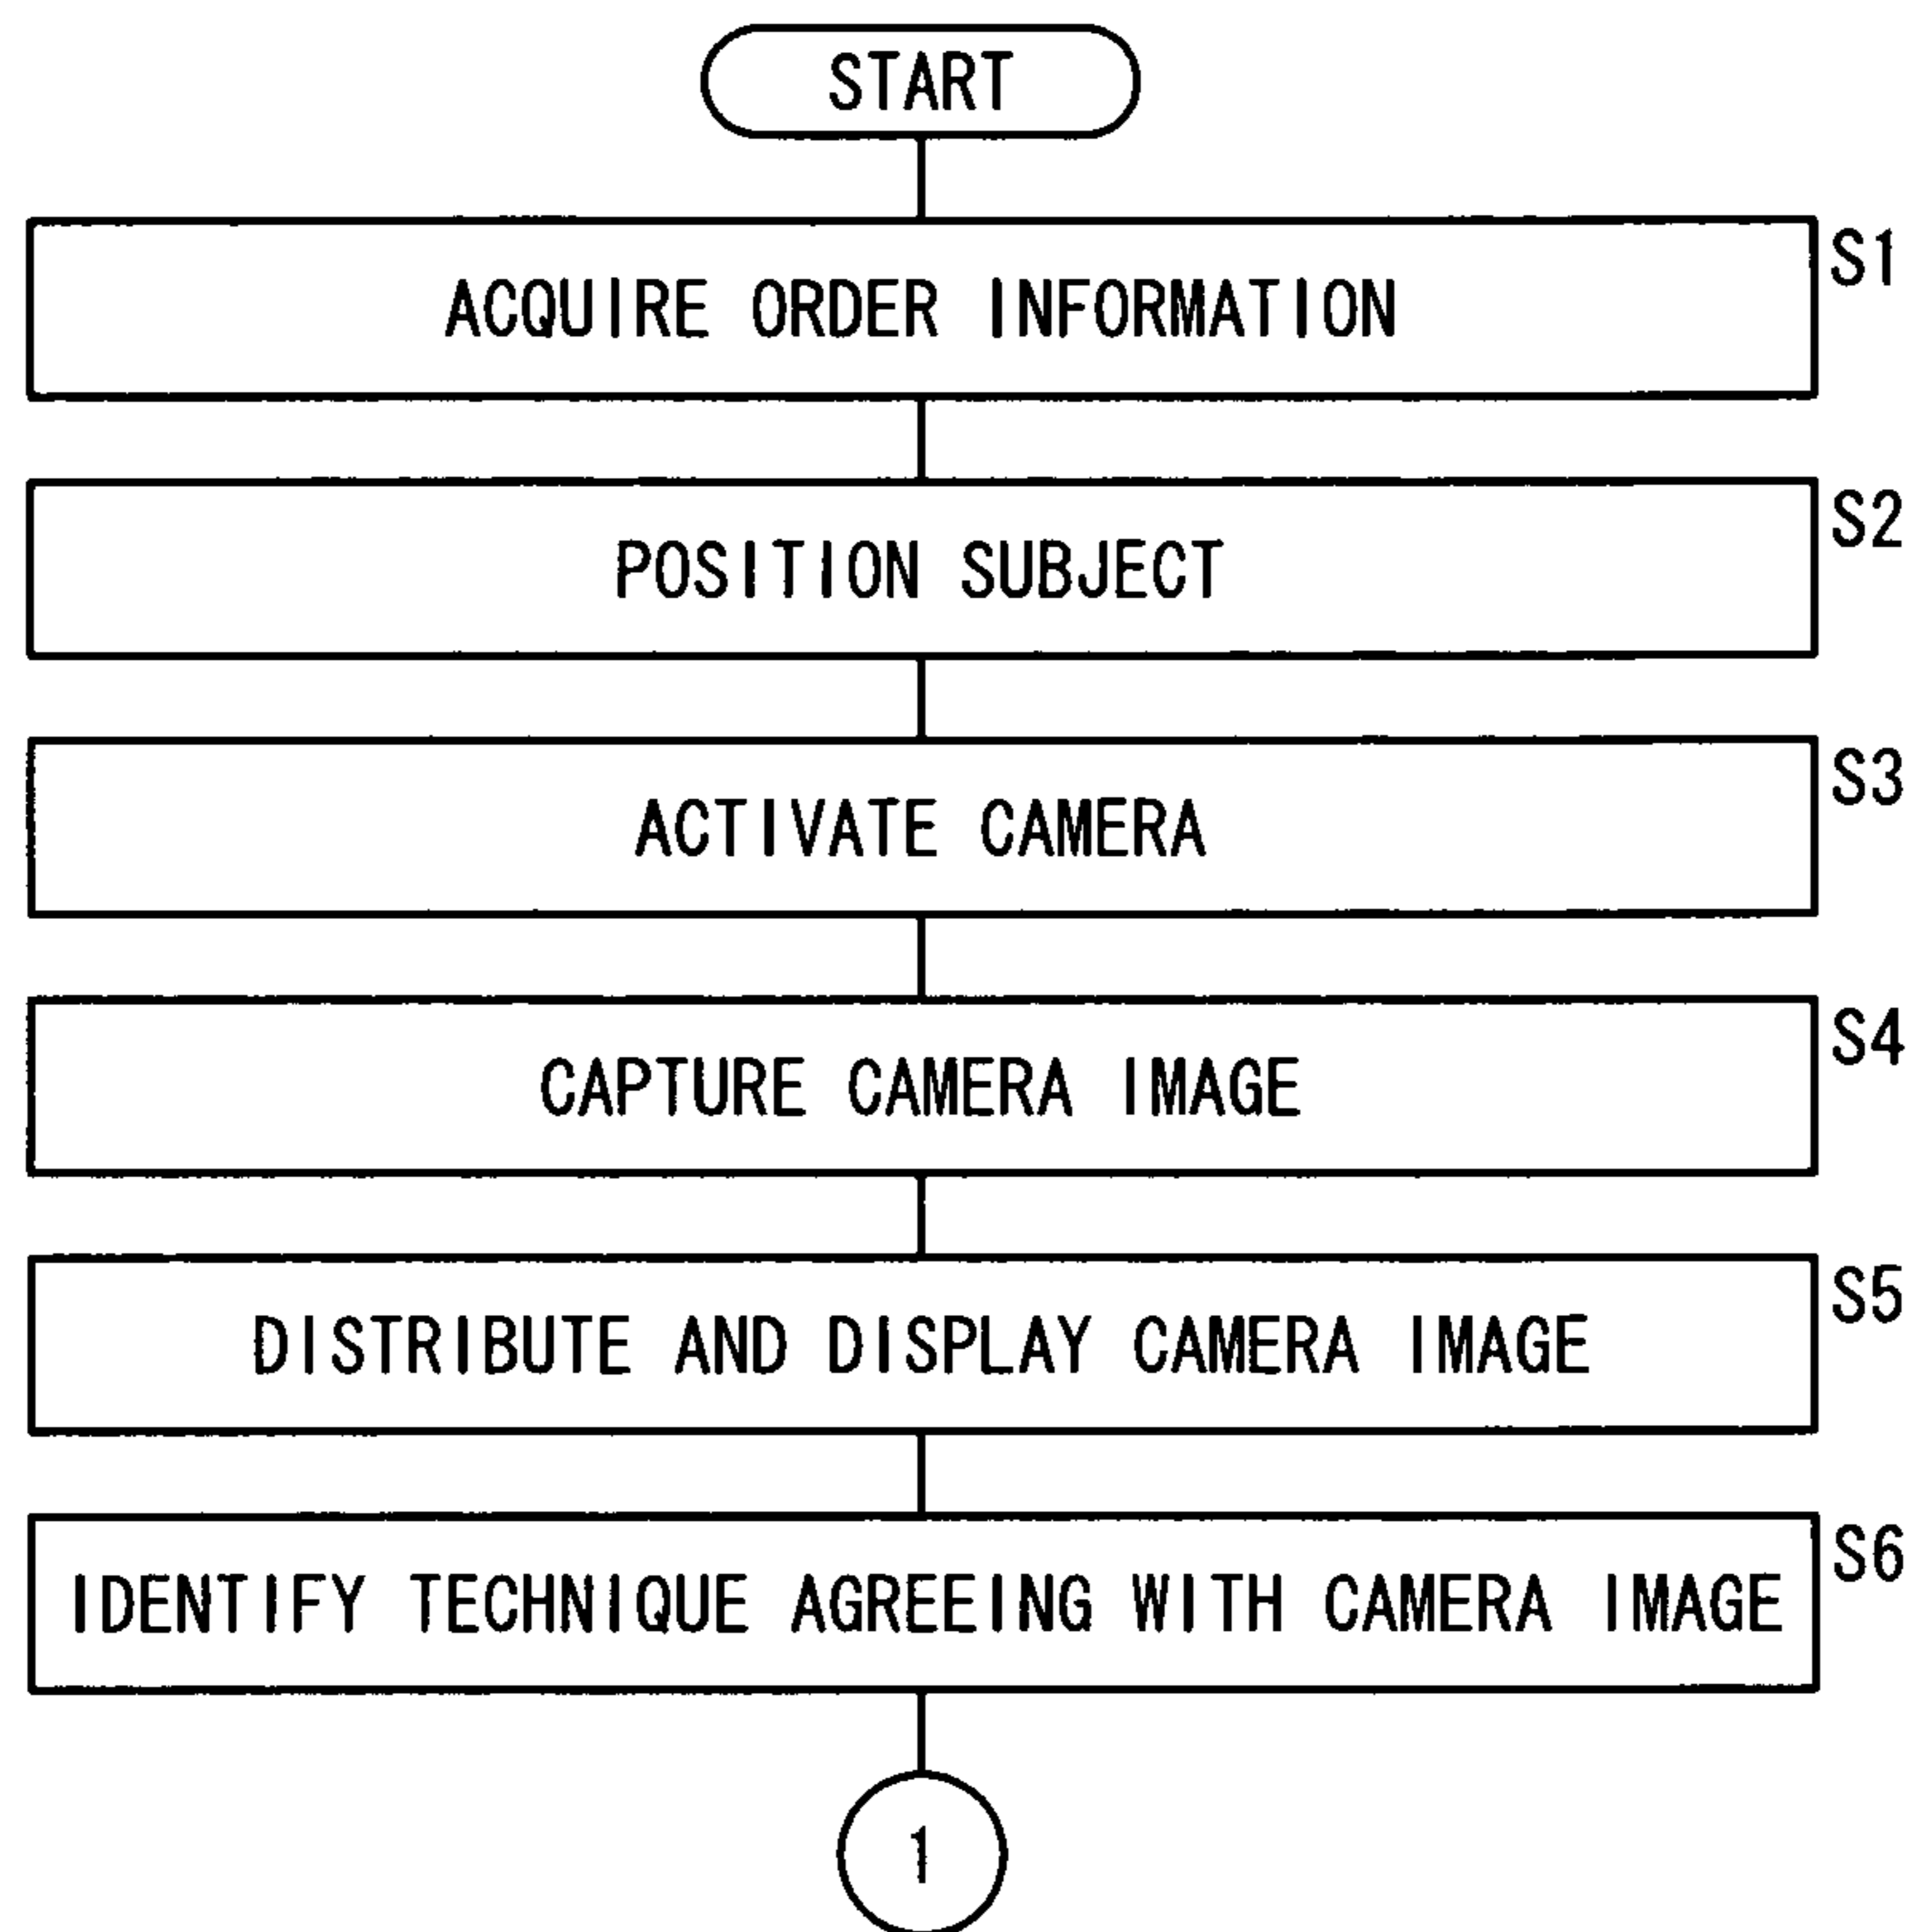 START
ACQUIRE ORDER INFORMATION
S1
POSITION SUBJECT
S2
ACTIVATE CAMERA
S3
CAPTURE CAMERA IMAGE
S4
DISTRIBUTE AND DISPLAY CAMERA IMAGE
S5
IDENTIFY TECHNIQUE AGREEING WITH CAMERA IMAGE
S6
1